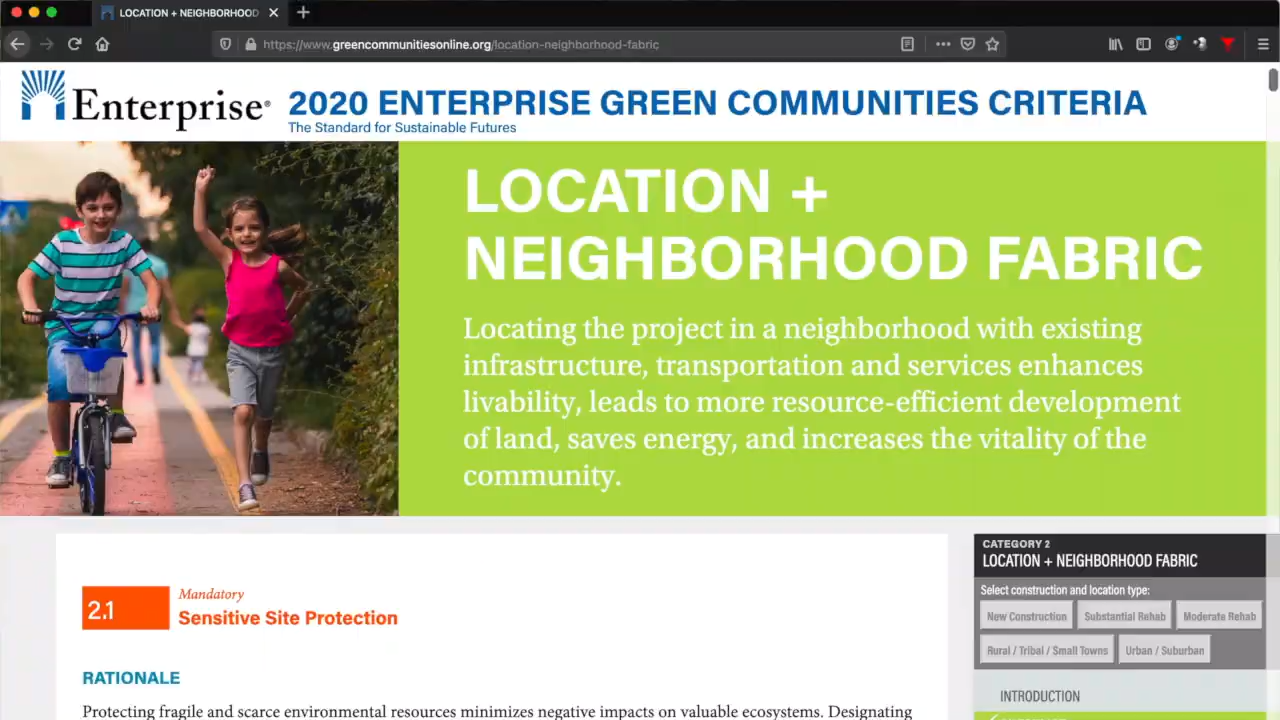 LOCATION + NEIGHBORHOOD
https://www.greencommunitiesonline.org/location-neighborhood-fabric
Enterprise®
2020 ENTERPRISE GREEN COMMUNITIES CRITERIA
The Standard for Sustainable Futures
LOCATION +
NEIGHBORHOOD FABRIC
Locating the project in a neighborhood with existing
infrastructure, transportation and services enhances
livability, leads to more resource-efficient development
of land, saves energy, and increases the vitality of the
community.
2.1
Mandatory
Sensitive Site Protection
RATIONALE
Protecting fragile and scarce environmental resources minimizes negative impacts on valuable ecosystems. Designating
CATEGORY 2
LOCATION + NEIGHBORHOOD FABRIC
Select construction and location type:
New Construction
Substantial Rehab
Moderate Rehab
Rural / Tribal / Small Towns
Urban / Suburban
INTRODUCTION